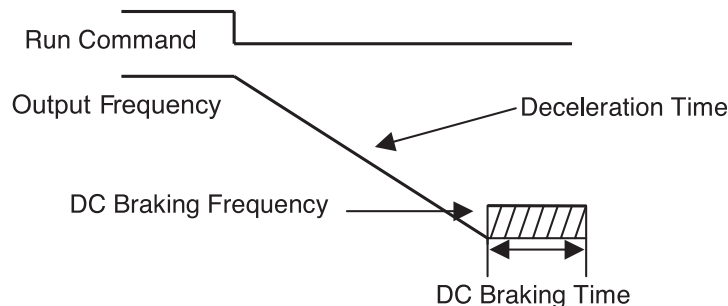 Run Command
Output Frequency
Deceleration Time
DC Braking Frequency
DC Braking Time